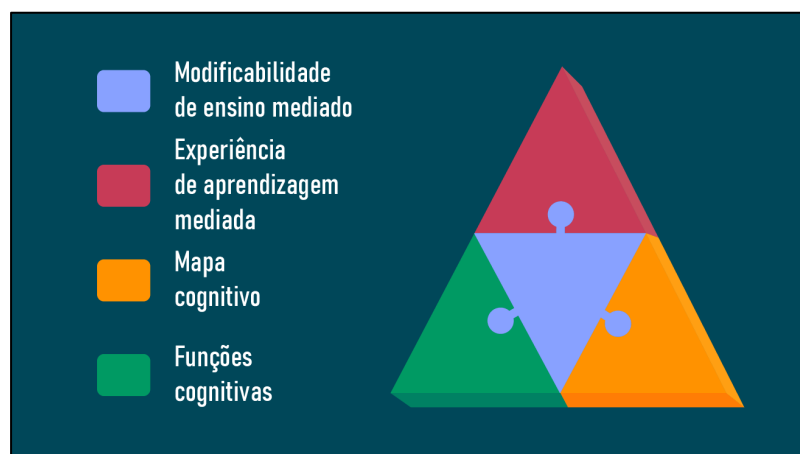 Modificabilidade
de ensino mediado
Experiência
de aprendizagem
mediada
Mapa
cognitivo
Funções
cognitivas